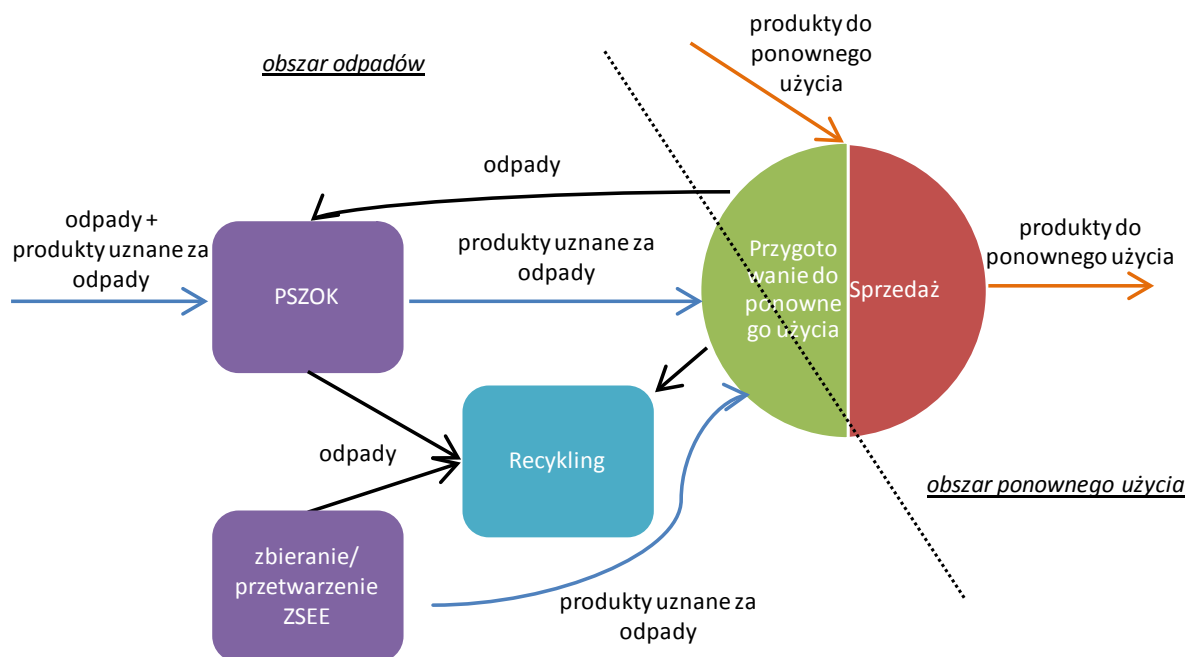 produkty do
ponownego
użycia
obszar odpadów
odpady
odpady +
produkty uznane za
odpady
PSZOK
produkty uznane za
odpady
Przygoto
wanie do
ponowne
go użycia
Sprzedaż
produkty do
ponownego użycia
odpady
Recykling
obszar ponownego użycia
zbieranie/
przetwarzenie
ZSEE
produkty uznane za
odpady